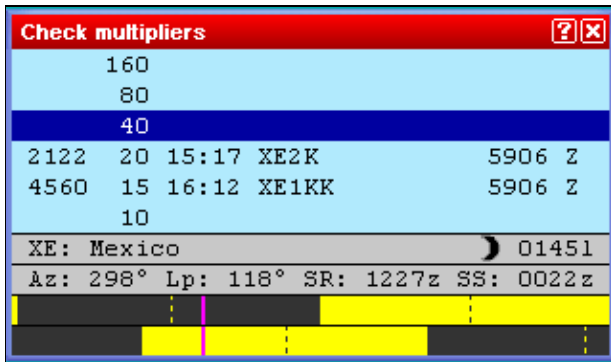 Check multipliers ? X
160
80
40
2122 20 15:17 XE2K 5906 Z
4560 15 16:12 XE1KK 5906 Z
10
XE: Mexico 0145l
Az: 298° Lp: 118° SR: 1227z SS: 0022z